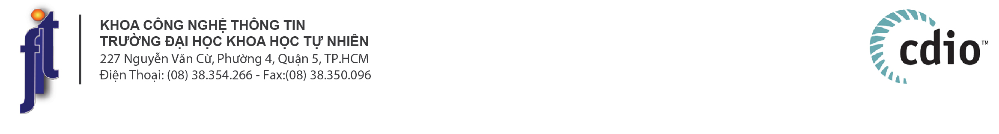 fit
KHOA CÔNG NGHỆ THÔNG TIN
TRƯỜNG ĐẠI HỌC KHOA HỌC TỰ NHIÊN
227 Nguyễn Văn Cừ, Phường 4, Quận 5, TP.HCM
Điện Thoại: (08) 38.354.266 - Fax:(08) 38.350.096
cdio™